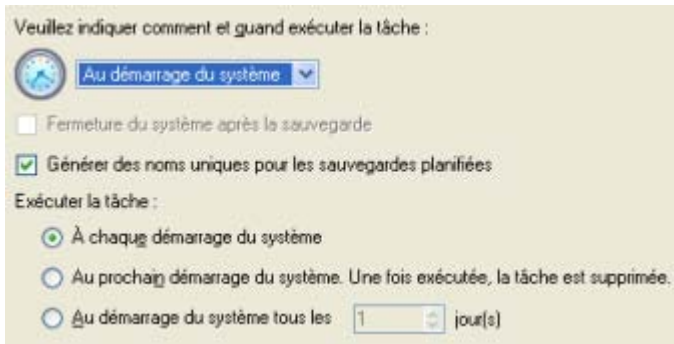 Veuillez indiquer comment et quand exécuter la tâche :
Au démarrage du système
Fermeture du système après la sauvegarde
Générer des noms uniques pour les sauvegardes planifiées
Exécuter la tâche :
À chaque démarrage du système
Au prochain démarrage du système. Une fois exécutée, la tâche est supprimée.
Au démarrage du système tous les 1 jour(s)